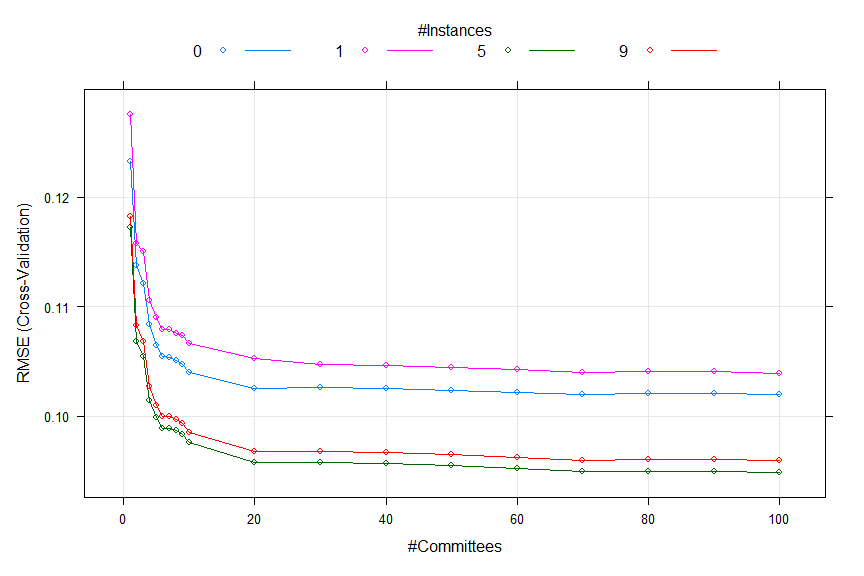 #Instances
0 1 5 9
0.12
0.11
0.10
RMSE (Cross-Validation)
0 20 40 60 80 100
#Committees